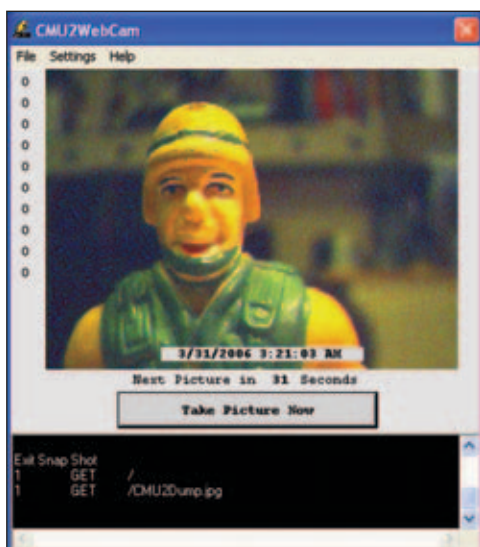 CMU2WebCam
File Settings Help
0
0
0
0
0
0
0
0
0
0
3/31/2006 3:21:03 AM
Next Picture in 31 Seconds
Take Picture Now
Exit Snap Shot
1 GET /
1 GET /CMU2Dump.jpg